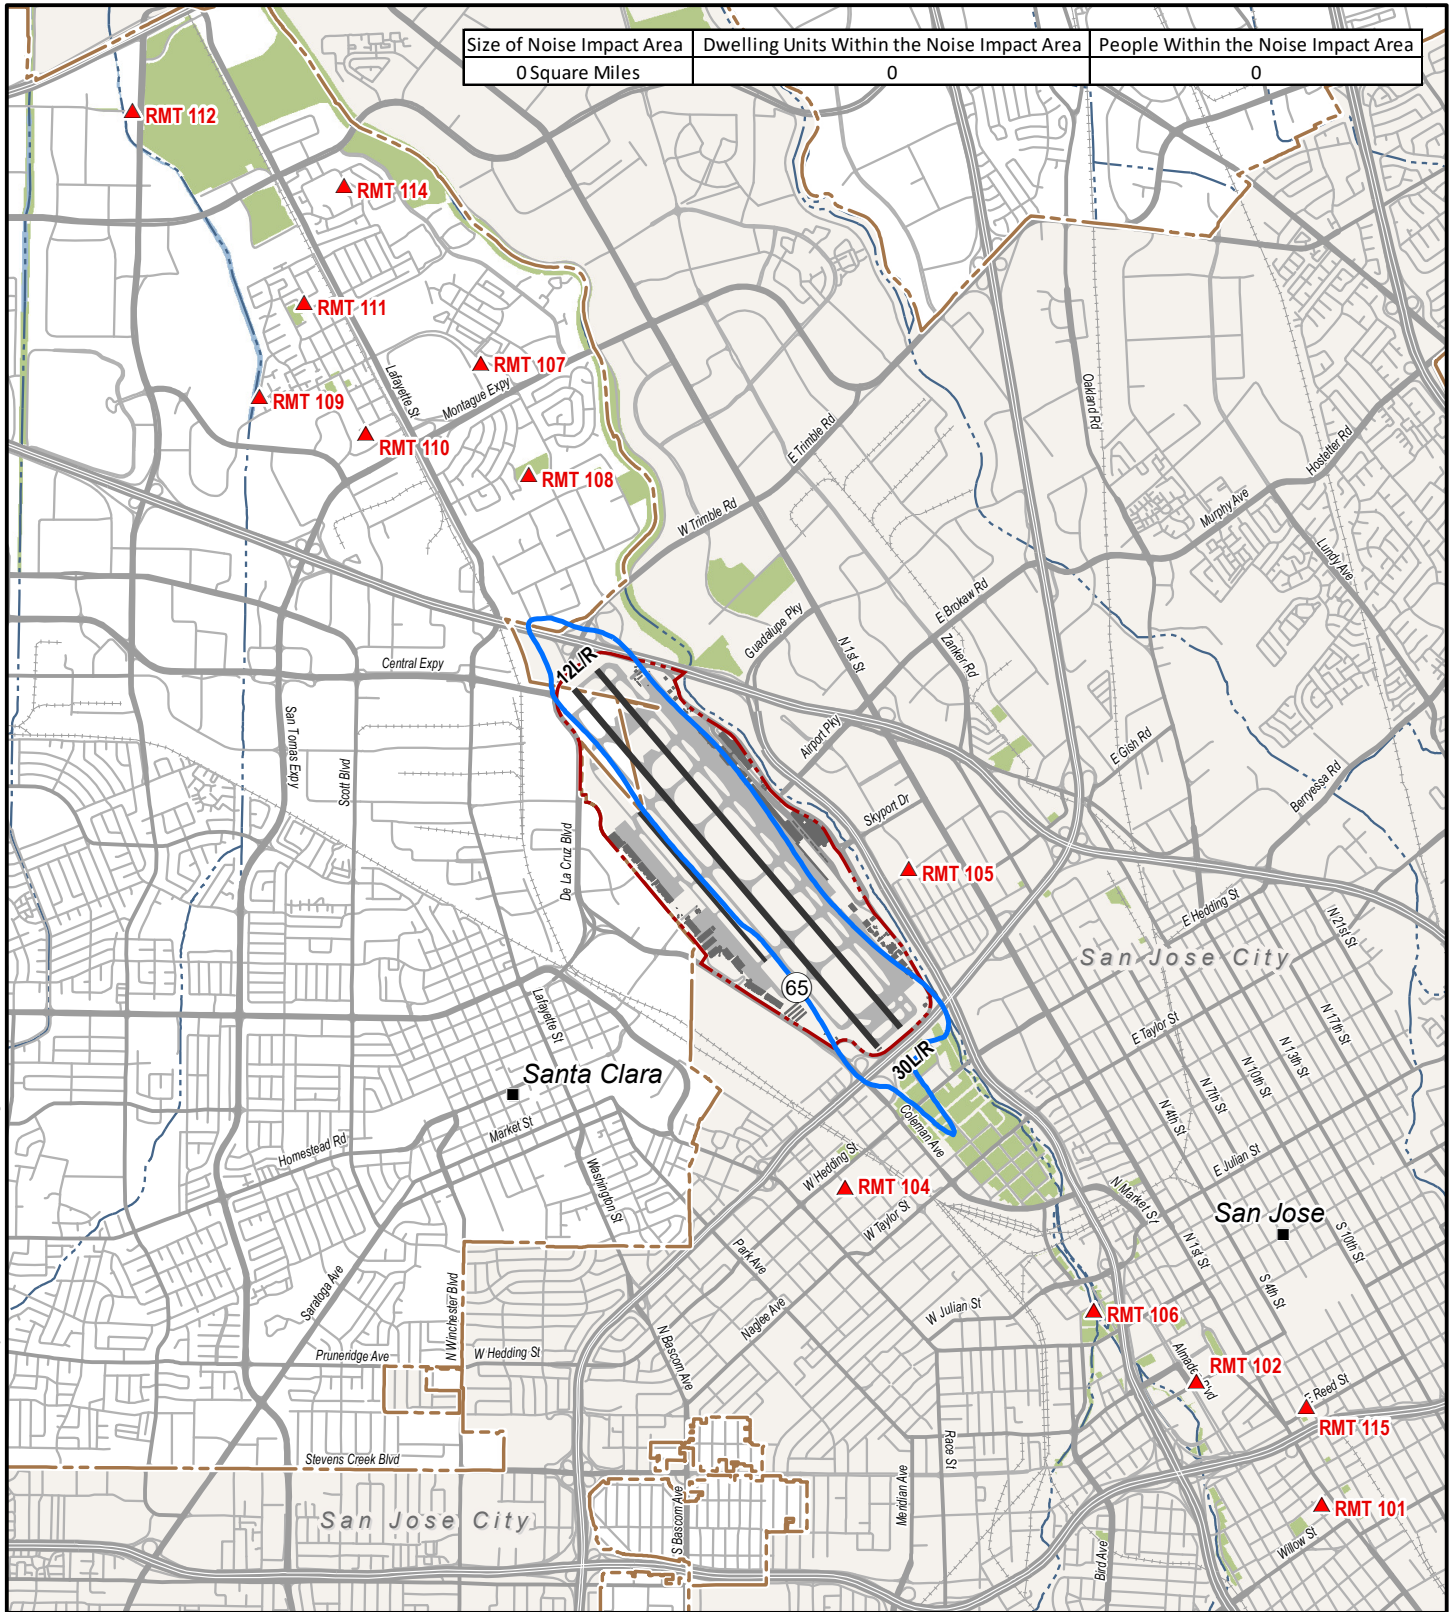 Size of Noise Impact Area Dwelling Units Within the Noise Impact Area People Within the Noise Impact Area
0 Square Miles 0 0
RMT 112
RMT 114
RMT 111
RMT 107
Lafayette St
Montague Expy
RMT 109
RMT 110
RMT 108
Oakland Rd
E Trimble Rd
Hostetter Rd
W Trimble Rd
Murphy Ave
Lundy Ave
E Brokaw Rd
Guadalupe Pky
N 1st St
Zanker Rd
Central Expy
12L/R
San Tomas Expy
Scott Blvd
Airport Pky
E Gish Rd
Berryessa Rd
Skyport Dr
De La Cruz Blvd
RMT 105
E Hedding St
N 21st St
San Jose City
65
Lafayette St
N 17th St
E Taylor St
N 13th St
N 10th St
30L/R
Santa Clara
N 7th St
N 4th St
Market St
Coleman Ave
Homestead Rd
E Julian St
W Hedding St
Washington St
RMT 104
N Market St
W Taylor St
San Jose
S 10th St
N 1st St
Park Ave
Saratoga Ave
S 4th St
N Winchester Blvd
W Julian St
RMT 106
Naglee Ave
Pruneridge Ave
W Hedding St
N Bascom Ave
RMT 102
E Reed St
RMT 115
Stevens Creek Blvd
Race St
Meridian Ave
San Jose City
S Bascom Ave
RMT 101
Willow St
Bird Ave